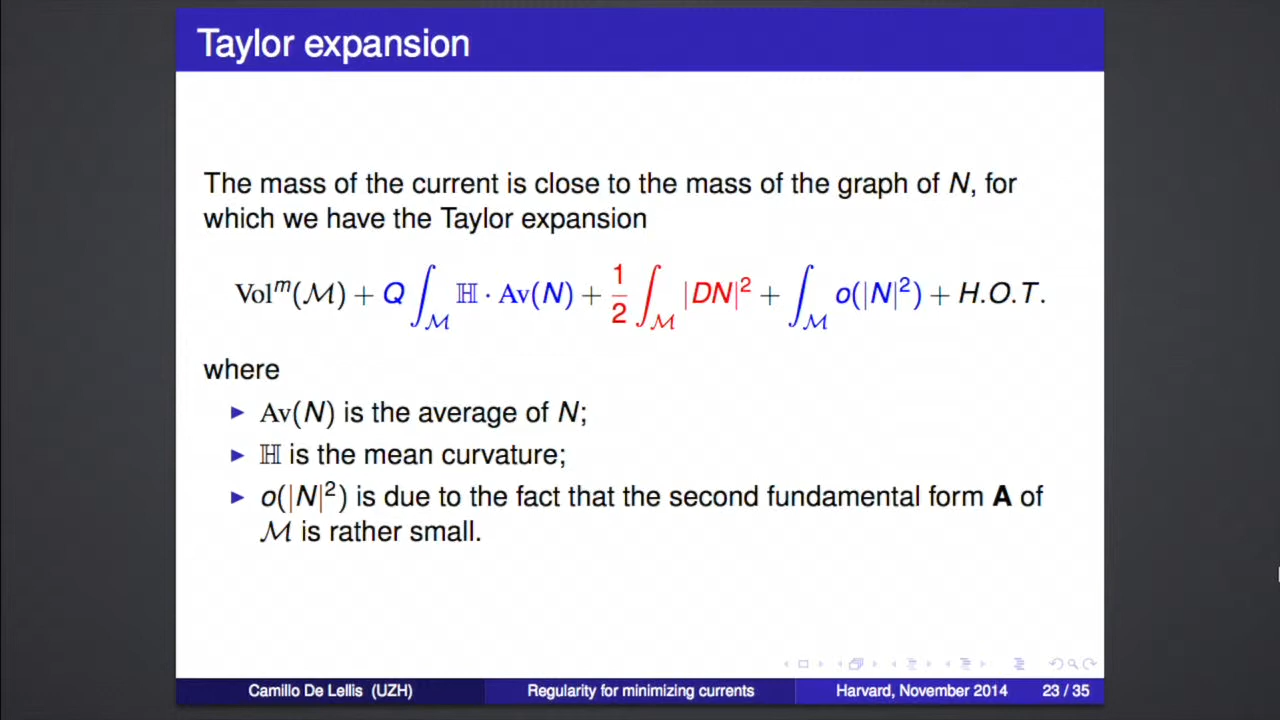 Taylor expansion
The mass of the current is close to the mass of the graph of N, for
which we have the Taylor expansion
Volᵐ(ℳ) + Q ∫_ℳ ℍ · Av(N) + 1/2 ∫_ℳ |DN|² + ∫_ℳ o(|N|²) + H.O.T.
where
▶ Av(N) is the average of N;
▶ ℍ is the mean curvature;
▶ o(|N|²) is due to the fact that the second fundamental form A of
ℳ is rather small.
Camillo De Lellis (UZH) Regularity for minimizing currents Harvard, November 2014 23 / 35